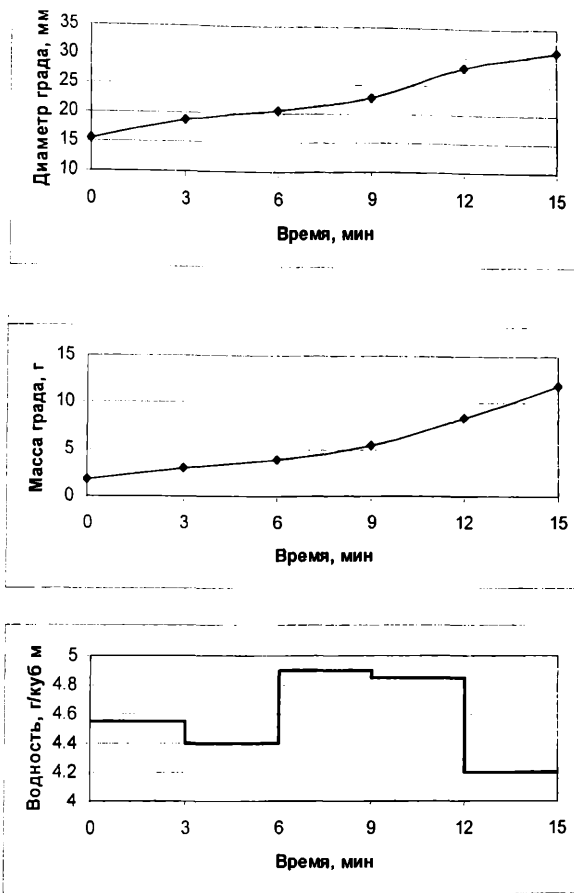 Диаметр града, мм
35
30
25
20
15
10
0 3 6 9 12 15
Время, мин
Масса града, г
15
10
5
0
0 3 6 9 12 15
Время, мин
Водность, г/куб м
5
4.8
4.6
4.4
4.2
4
0 3 6 9 12 15
Время, мин